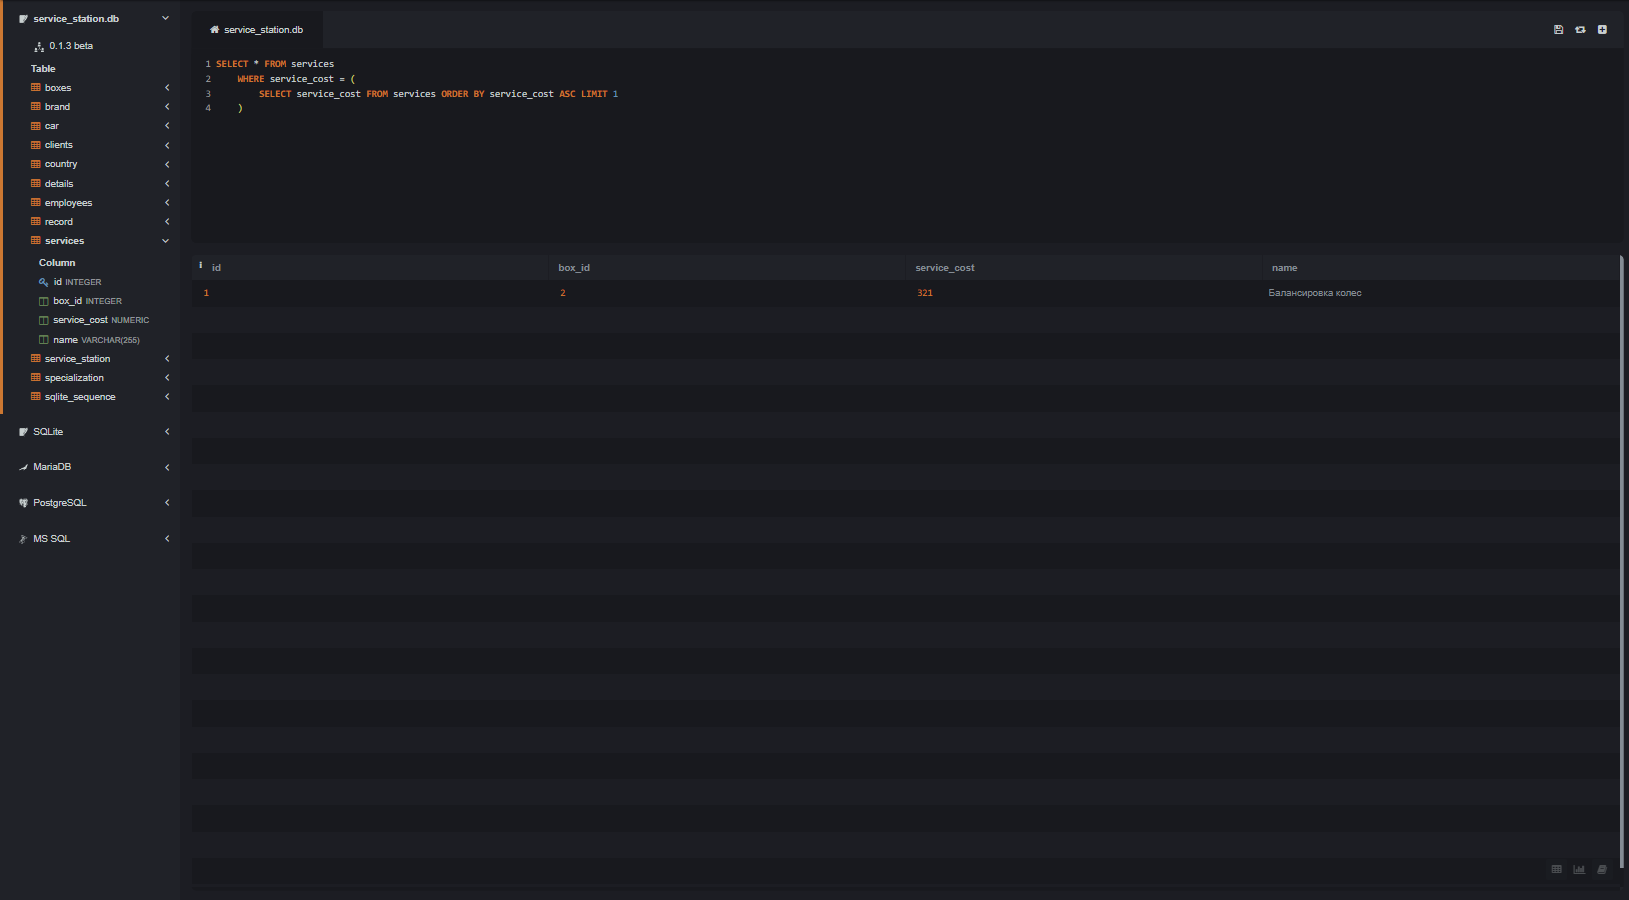 service_station.db
0.1.3 beta
Table
boxes
brand
car
clients
country
details
employees
record
services
Column
id INTEGER
box_id INTEGER
service_cost NUMERIC
name VARCHAR(255)
service_station
specialization
sqlite_sequence
SQLite
MariaDB
PostgreSQL
MS SQL
service_station.db
1 SELECT * FROM services
2 WHERE service_cost = (
3 SELECT service_cost FROM services ORDER BY service_cost ASC LIMIT 1
4 )
id box_id service_cost name
1 2 321 Балансировка колес